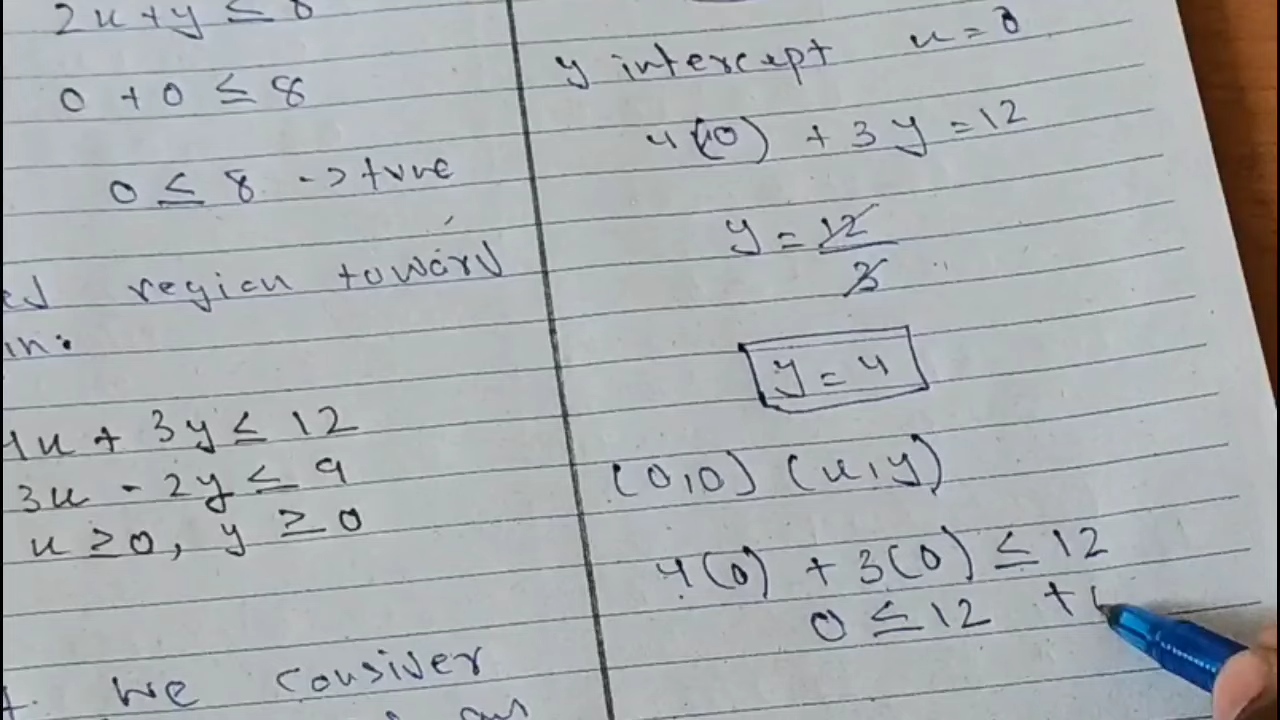 2x + y ≤ 8
0 + 0 ≤ 8
0 ≤ 8 -> true
ed region toward
in.
4x + 3y ≤ 12
3x - 2y ≤ 9
x ≥ 0, y ≥ 0
we consider
y intercept x = 0
4(0) + 3y = 12
y = 12/3
y = 4
(0,0) (x,y)
4(0) + 3(0) ≤ 12
0 ≤ 12 t